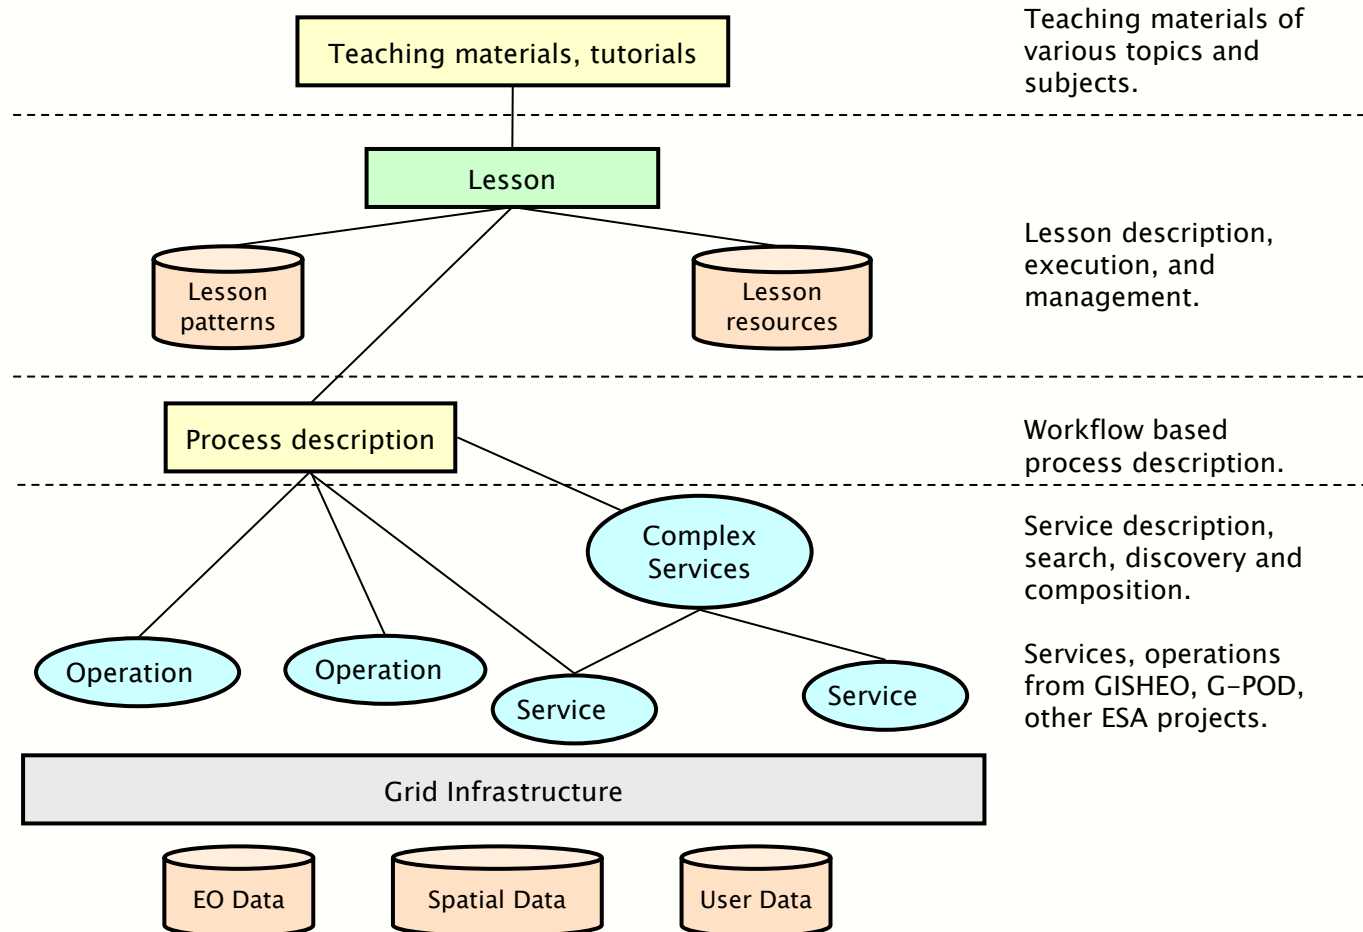 Teaching materials, tutorials
Teaching materials of
various topics and
subjects.
Lesson
Lesson
patterns
Lesson
resources
Lesson description,
execution, and
management.
Process description
Workflow based
process description.
Complex
Services
Service description,
search, discovery and
composition.
Operation
Operation
Service
Service
Services, operations
from GISHEO, G-POD,
other ESA projects.
Grid Infrastructure
EO Data
Spatial Data
User Data